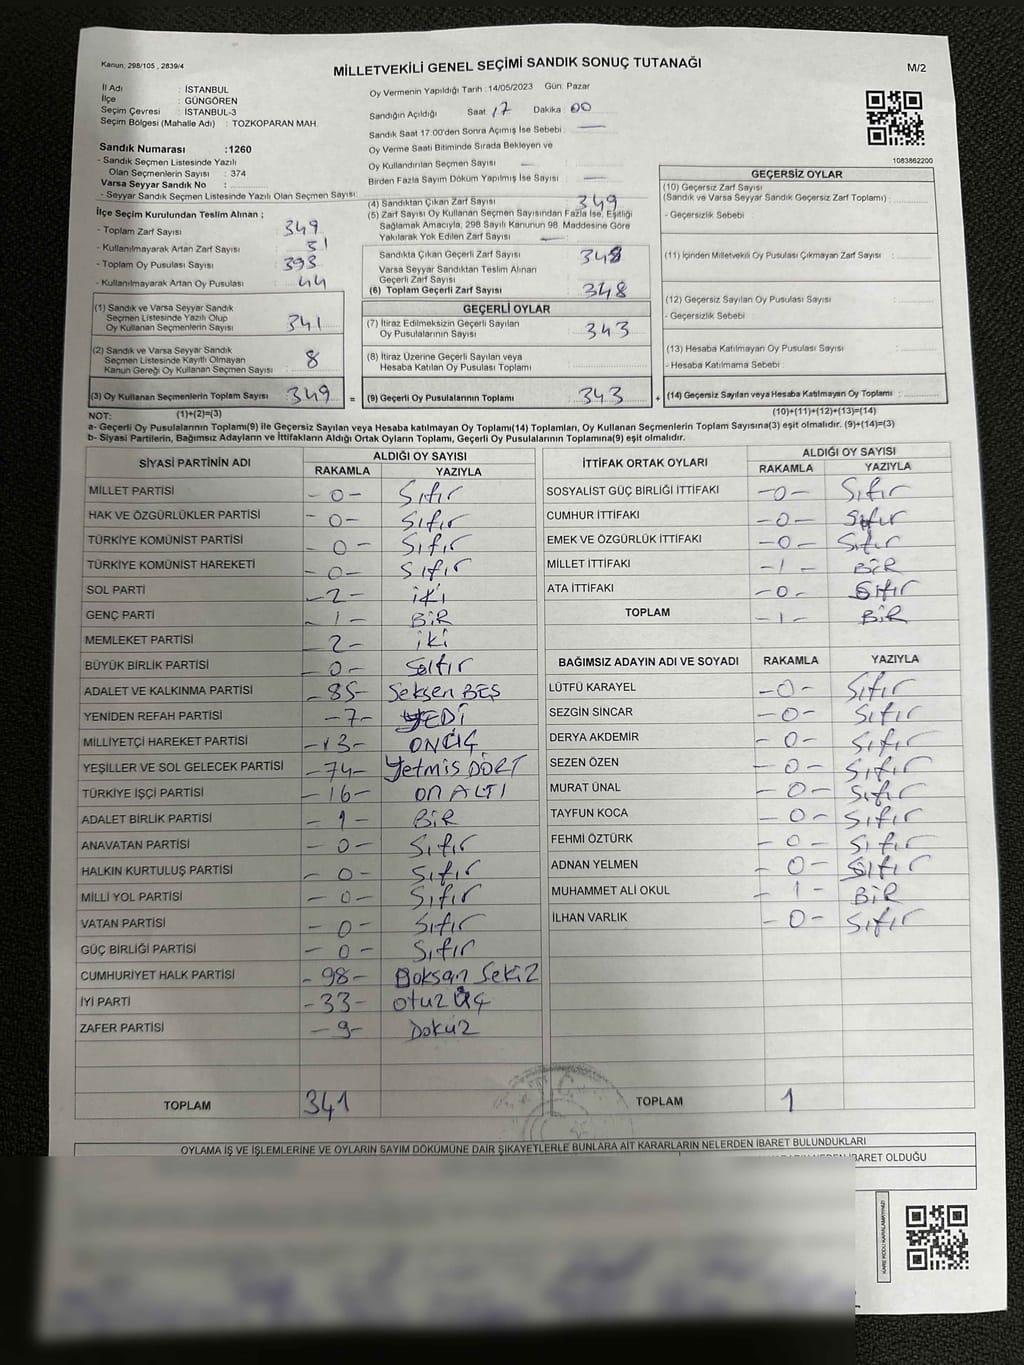 Kanun, 298/105 , 2839/4
MİLLETVEKİLİ GENEL SEÇİMİ SANDIK SONUÇ TUTANAĞI
M/2
İl Adı : İSTANBUL
İlçe : GÜNGÖREN
Seçim Çevresi : İSTANBUL-3
Seçim Bölgesi (Mahalle Adı) : TOZKOPARAN MAH.
Sandık Numarası :1260
- Sandık Seçmen Listesinde Yazılı
Olan Seçmenlerin Sayısı : 374
Varsa Seyyar Sandık No :
- Seyyar Sandık Seçmen Listesinde Yazılı Olan Seçmen Sayısı:
İlçe Seçim Kurulundan Teslim Alınan ;
- Toplam Zarf Sayısı : 349
- Kullanılmayarak Artan Zarf Sayısı : 31
- Toplam Oy Pusulası Sayısı : 393
- Kullanılmayarak Artan Oy Pusulası : 44
(1) Sandık ve Varsa Seyyar Sandık
Seçmen Listesinde Yazılı Olup
Oy Kullanan Seçmenlerin Sayısı : 341
(2) Sandık ve Varsa Seyyar Sandık
Seçmen Listesinde Kayıtlı Olmayan
Kanun Gereği Oy Kullanan Seçmen Sayısı : 8
(3) Oy Kullanan Seçmenlerin Toplam Sayısı : 349
Oy Vermenin Yapıldığı Tarih : 14/05/2023 Gün: Pazar
Sandığın Açıldığı Saat 17 Dakika : 00
Sandık Saat 17:00'den Sonra Açımış İse Sebebi : —
Oy Verme Saati Bitiminde Sırada Bekleyen ve
Oy Kullandırılan Seçmen Sayısı : —
Birden Fazla Sayım Döküm Yapılmış İse Sayısı : —
(4) Sandıktan Çıkan Zarf Sayısı : 349
(5) Zarf Sayısı Oy Kullanan Seçmen Sayısından Fazla İse, Eşitliği
Sağlamak Amacıyla, 298 Sayılı Kanunun 98. Maddesine Göre
Yakılarak Yok Edilen Zarf Sayısı : —
Sandıkta Çıkan Geçerli Zarf Sayısı : 348
Varsa Seyyar Sandıktan Teslim Alınan
Geçerli Zarf Sayısı :
(6) Toplam Geçerli Zarf Sayısı : 348
GEÇERLİ OYLAR
(7) İtiraz Edilmeksizin Geçerli Sayılan
Oy Pusulalarının Sayısı : 343
(8) İtiraz Üzerine Geçerli Sayılan veya
Hesaba Katılan Oy Pusulası Toplamı :
= (9) Geçerli Oy Pusulalarının Toplamı : 343
1083862200
GEÇERSİZ OYLAR
(10) Geçersiz Zarf Sayısı
(Sandık ve Varsa Seyyar Sandık Geçersiz Zarf Toplamı) :
- Geçersizlik Sebebi :
(11) İçinden Milletvekili Oy Pusulası Çıkmayan Zarf Sayısı :
(12) Geçersiz Sayılan Oy Pusulası Sayısı :
- Geçersizlik Sebebi :
(13) Hesaba Katılmayan Oy Pusulası Sayısı :
- Hesaba Katılmama Sebebi :
+ (14) Geçersiz Sayılan veya Hesaba Katılmayan Oy Toplamı :
NOT: (1)+(2)=(3)
(10)+(11)+(12)+(13)=(14)
a- Geçerli Oy Pusulalarının Toplamı(9) ile Geçersiz Sayılan veya Hesaba katılmayan Oy Toplamı(14) Toplamları, Oy Kullanan Seçmenlerin Toplam Sayısına(3) eşit olmalıdır. (9)+(14)=(3)
b- Siyasi Partilerin, Bağımsız Adayların ve İttifakların Aldığı Ortak Oyların Toplamı, Geçerli Oy Pusulalarının Toplamına(9) eşit olmalıdır.
SİYASİ PARTİNİN ADI ALDIĞI OY SAYISI
RAKAMLA YAZIYLA
MİLLET PARTİSİ -0- Sıfır
HAK VE ÖZGÜRLÜKLER PARTİSİ -0- Sıfır
TÜRKİYE KOMÜNİST PARTİSİ -0- Sıfır
TÜRKİYE KOMÜNİST HAREKETİ -0- Sıfır
SOL PARTİ -2- iki
GENÇ PARTİ -1- BİR
MEMLEKET PARTİSİ 2- iki
BÜYÜK BİRLİK PARTİSİ -0- Sıfır
ADALET VE KALKINMA PARTİSİ -85- Seksen BEŞ
YENİDEN REFAH PARTİSİ -7- YEDİ
MİLLİYETÇİ HAREKET PARTİSİ -13- ONÜÇ
YEŞİLLER VE SOL GELECEK PARTİSİ -74- Yetmis DÖRT
TÜRKİYE İŞÇİ PARTİSİ -16- on ALTI
ADALET BİRLİK PARTİSİ -1- BİR
ANAVATAN PARTİSİ -0- Sıfır
HALKIN KURTULUŞ PARTİSİ -0- Sıfır
MİLLİ YOL PARTİSİ -0- Sıfır
VATAN PARTİSİ -0- Sıfır
GÜÇ BİRLİĞİ PARTİSİ -0- Sıfır
CUMHURİYET HALK PARTİSİ -98- Doksan Sekiz
İYİ PARTİ -33- otuz üç
ZAFER PARTİSİ -9- Dokuz
TOPLAM 341
İTTİFAK ORTAK OYLARI ALDIĞI OY SAYISI
RAKAMLA YAZIYLA
SOSYALİST GÜÇ BİRLİĞİ İTTİFAKI -0- Sıfır
CUMHUR İTTİFAKI -0- Sıfır
EMEK VE ÖZGÜRLÜK İTTİFAKI -0- Sıfır
MİLLET İTTİFAKI -1- BİR
ATA İTTİFAKI -0- Sıfır
TOPLAM -1- BİR
BAĞIMSIZ ADAYIN ADI VE SOYADI RAKAMLA YAZIYLA
LÜTFÜ KARAYEL -0- Sıfır
SEZGİN SİNCAR -0- Sıfır
DERYA AKDEMİR -0- Sıfır
SEZEN ÖZEN -0- Sıfır
MURAT ÜNAL -0- Sıfır
TAYFUN KOCA -0- Sıfır
FEHMİ ÖZTÜRK -0- Sıfır
ADNAN YELMEN -0- Sıfır
MUHAMMET ALİ OKUL -1- BİR
İLHAN VARLIK -0- Sıfır
TOPLAM 1
OYLAMA İŞ VE İŞLEMLERİNE VE OYLARIN SAYIM DÖKÜMÜNE DAİR ŞİKAYETLERLE BUNLARA AİT KARARLARIN NELERDEN İBARET BULUNDUKLARI
İBARET OLDUĞU
KARE KODU KARALAMAYINIZ!